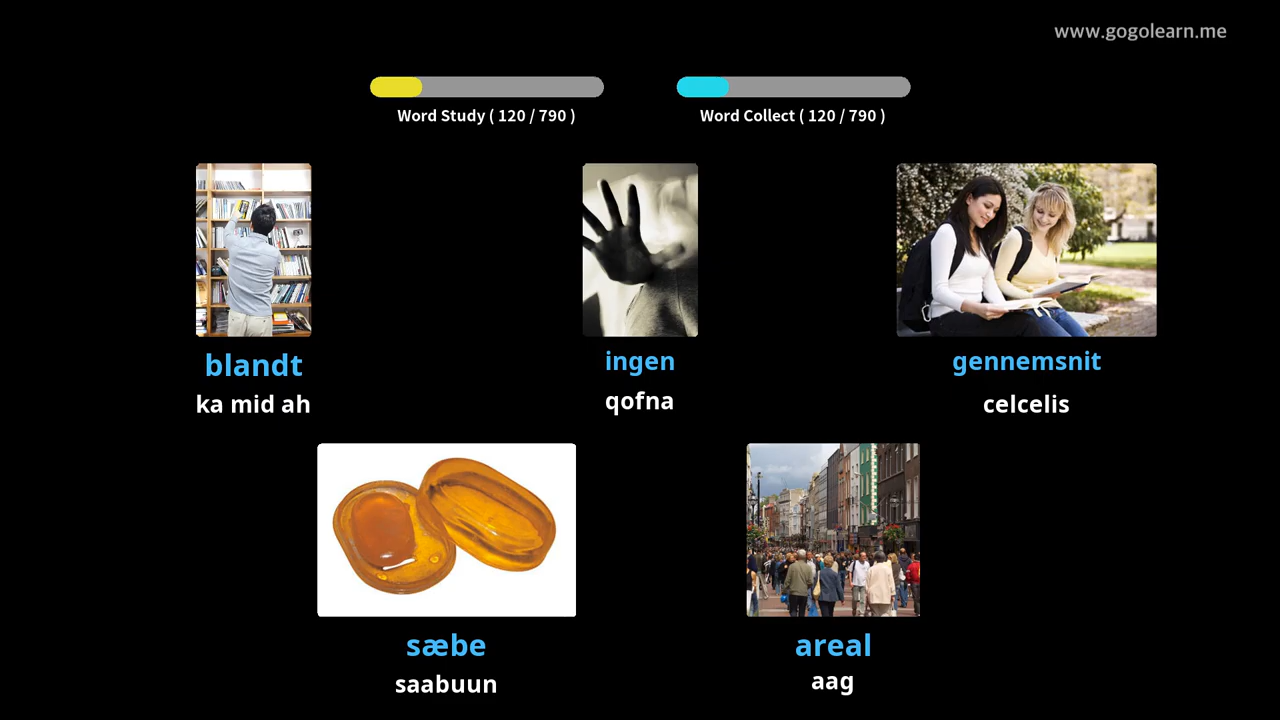 www.gogolearn.me
Word Study ( 120 / 790 )
Word Collect ( 120 / 790 )
blandt
ka mid ah
ingen
qofna
gennemsnit
celcelis
sæbe
saabuun
areal
aag